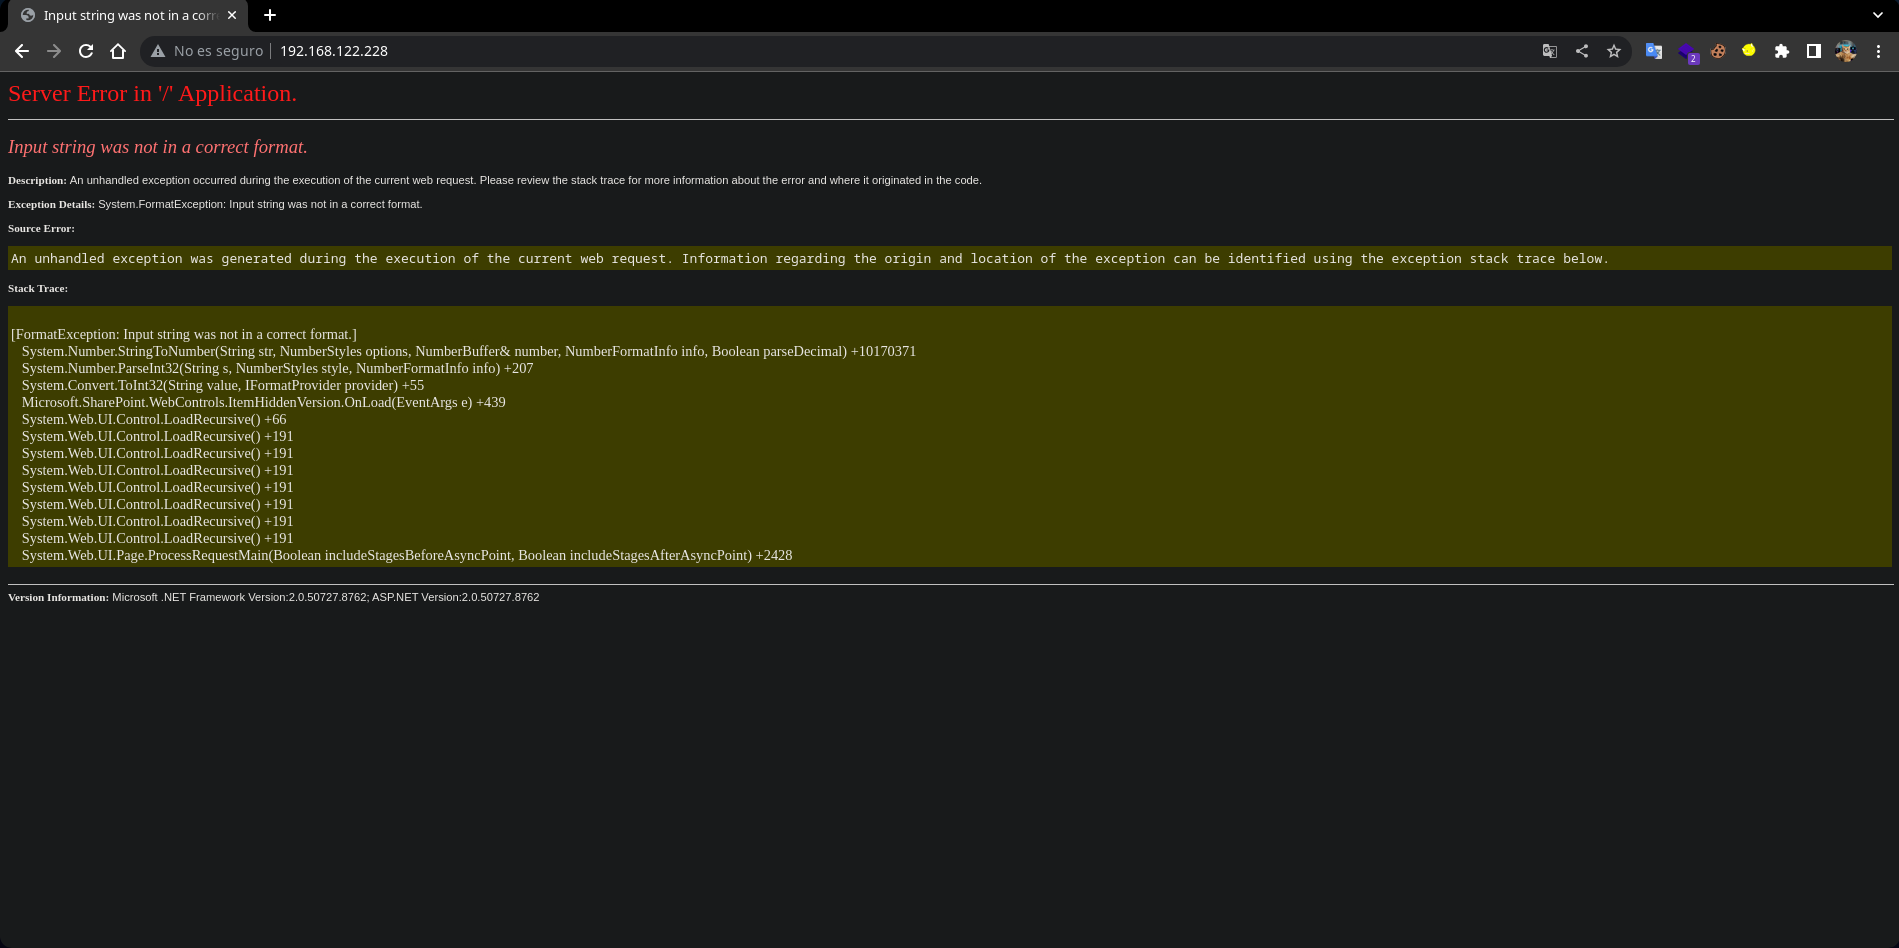 Input string was not in a corr
No es seguro 192.168.122.228
2
Server Error in '/' Application.
Input string was not in a correct format.
Description: An unhandled exception occurred during the execution of the current web request. Please review the stack trace for more information about the error and where it originated in the code.
Exception Details: System.FormatException: Input string was not in a correct format.
Source Error:
An unhandled exception was generated during the execution of the current web request. Information regarding the origin and location of the exception can be identified using the exception stack trace below.
Stack Trace:
[FormatException: Input string was not in a correct format.]
System.Number.StringToNumber(String str, NumberStyles options, NumberBuffer& number, NumberFormatInfo info, Boolean parseDecimal) +10170371
System.Number.ParseInt32(String s, NumberStyles style, NumberFormatInfo info) +207
System.Convert.ToInt32(String value, IFormatProvider provider) +55
Microsoft.SharePoint.WebControls.ItemHiddenVersion.OnLoad(EventArgs e) +439
System.Web.UI.Control.LoadRecursive() +66
System.Web.UI.Control.LoadRecursive() +191
System.Web.UI.Control.LoadRecursive() +191
System.Web.UI.Control.LoadRecursive() +191
System.Web.UI.Control.LoadRecursive() +191
System.Web.UI.Control.LoadRecursive() +191
System.Web.UI.Control.LoadRecursive() +191
System.Web.UI.Control.LoadRecursive() +191
System.Web.UI.Page.ProcessRequestMain(Boolean includeStagesBeforeAsyncPoint, Boolean includeStagesAfterAsyncPoint) +2428
Version Information: Microsoft .NET Framework Version:2.0.50727.8762; ASP.NET Version:2.0.50727.8762